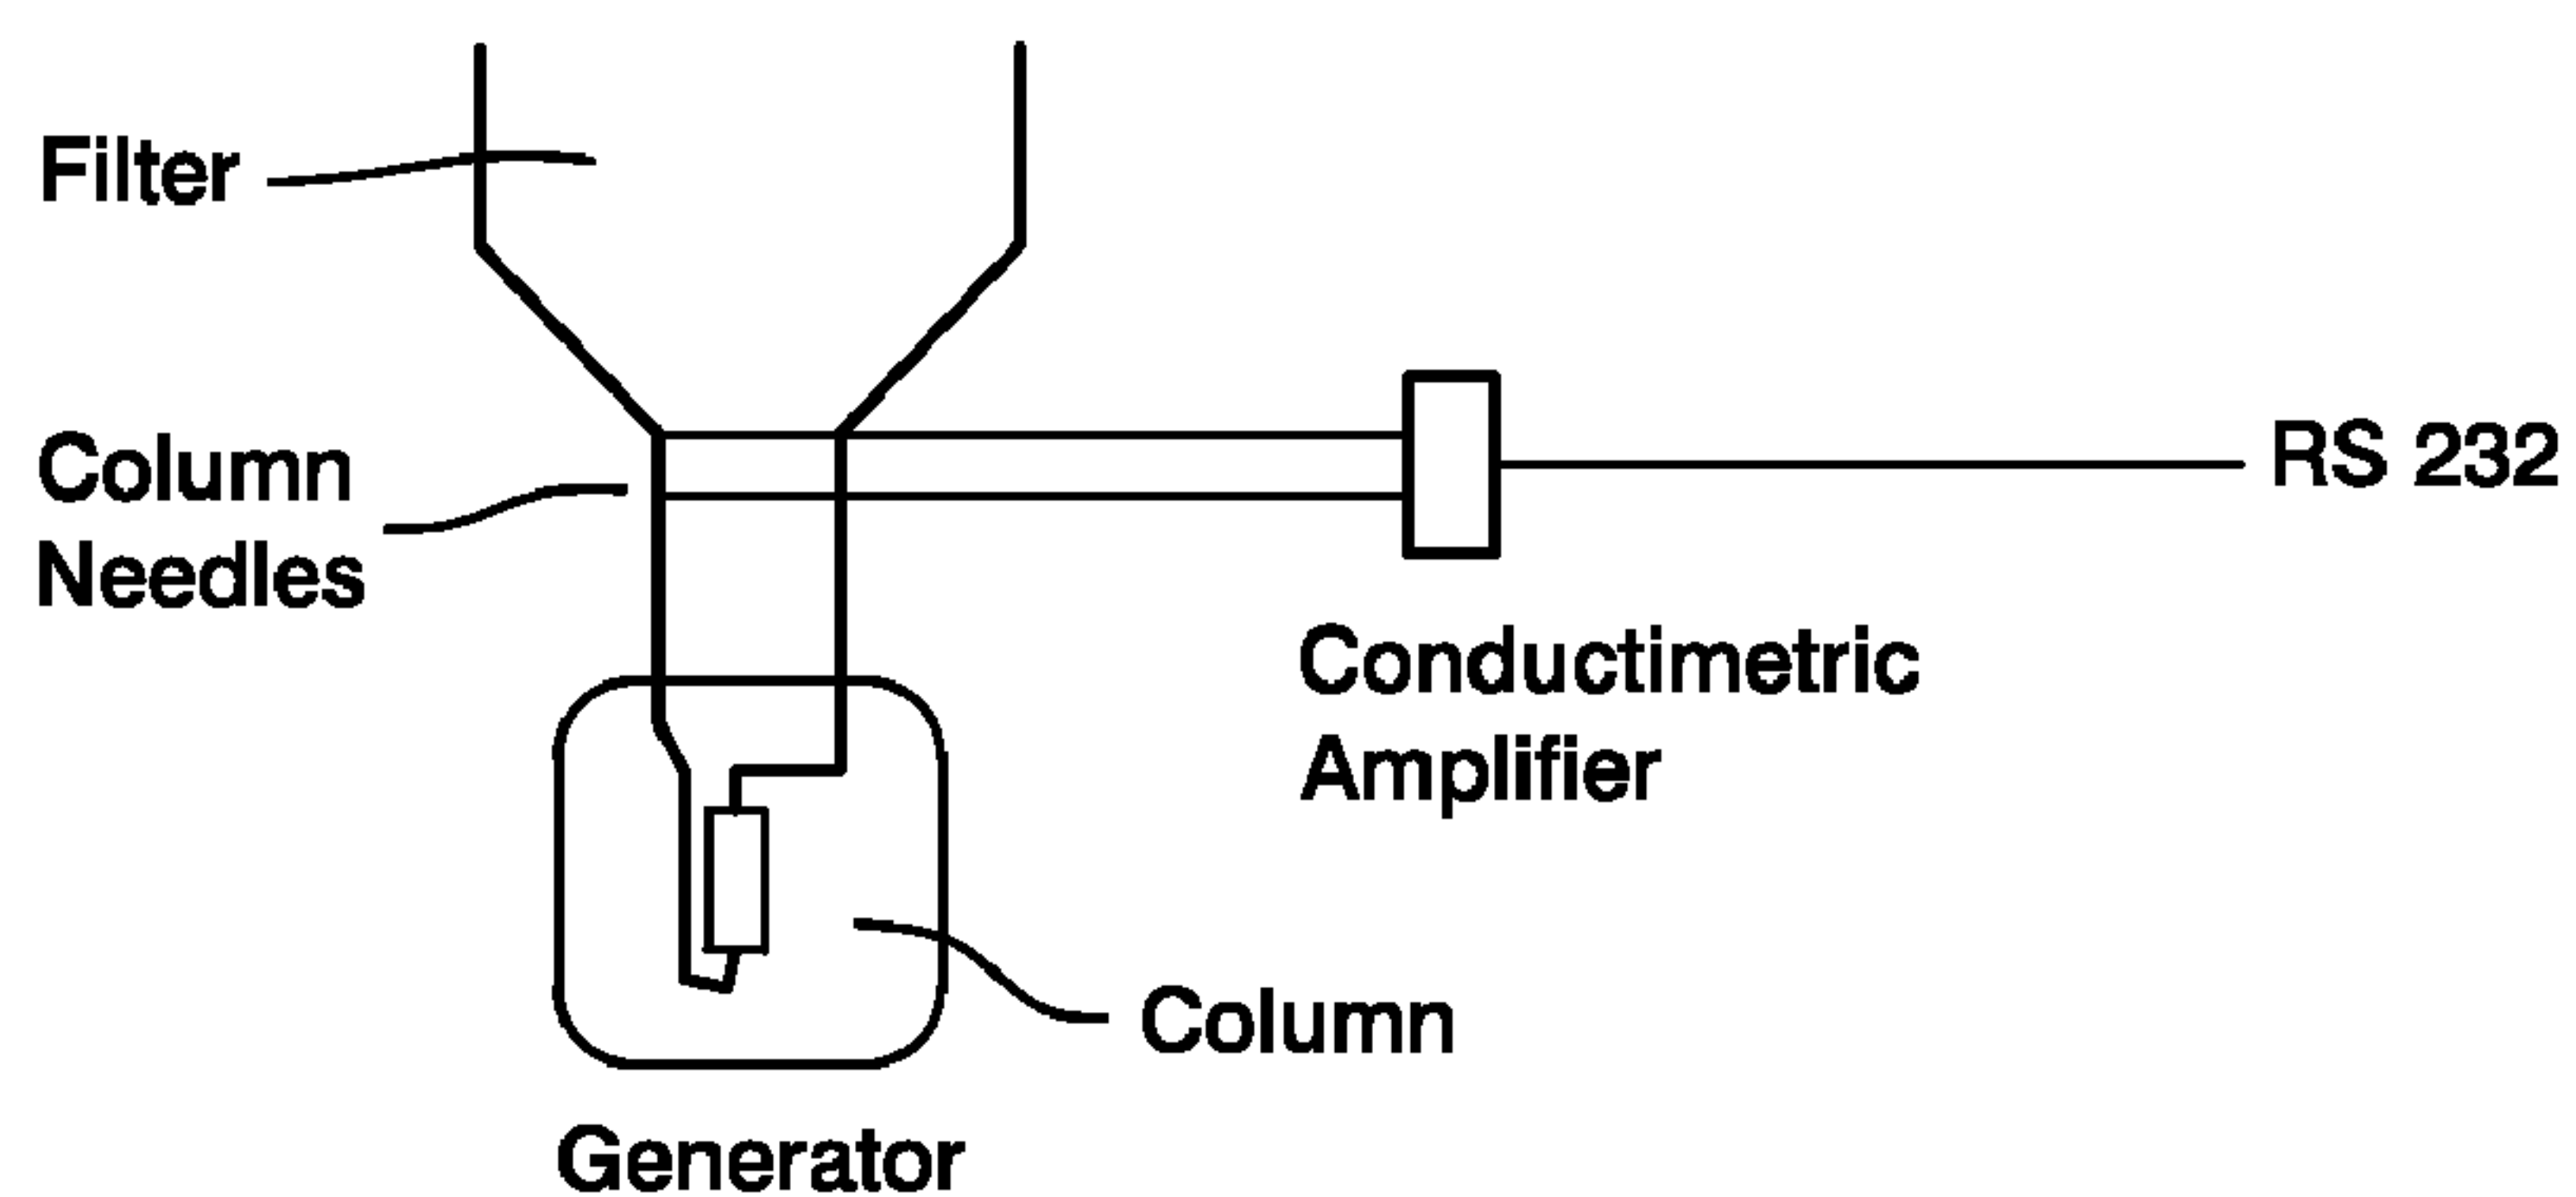 Filter
Column
Needles
RS 232
Conductimetric
Amplifier
Column
Generator